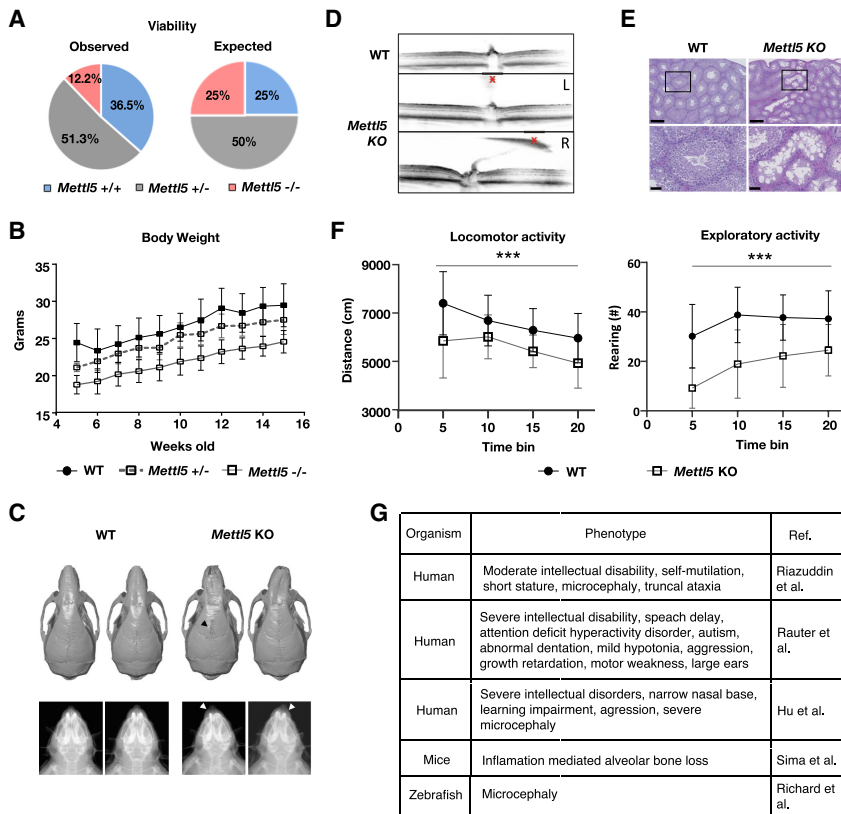 A
Viability
Observed
Expected
12.2%
36.5%
51.3%
25%
25%
50%
Mettl5 +/+
Mettl5 +/-
Mettl5 -/-
B
Body Weight
Grams
35
30
25
20
15
4
6
8
10
12
14
16
Weeks old
WT
Mettl5 +/-
Mettl5 -/-
C
WT
Mettl5 KO
D
WT
L
Mettl5
KO
R
E
WT
Mettl5 KO
F
Locomotor activity
***
Distance (cm)
9000
7000
5000
3000
0
5
10
15
20
Time bin
Exploratory activity
***
Rearing (#)
60
40
20
0
0
5
10
15
20
Time bin
WT
Mettl5 KO
G
Organism
Phenotype
Ref.
Human
Moderate intellectual disability, self-mutilation,
short stature, microcephaly, truncal ataxia
Riazuddin
et al.
Human
Severe intellectual disability, speach delay,
attention deficit hyperactivity disorder, autism,
abnormal dentation, mild hypotonia, aggression,
growth retardation, motor weakness, large ears
Rauter et
al.
Human
Severe intellectual disorders, narrow nasal base,
learning impairment, agression, severe
microcephaly
Hu et al.
Mice
Inflamation mediated alveolar bone loss
Sima et al.
Zebrafish
Microcephaly
Richard et
al.